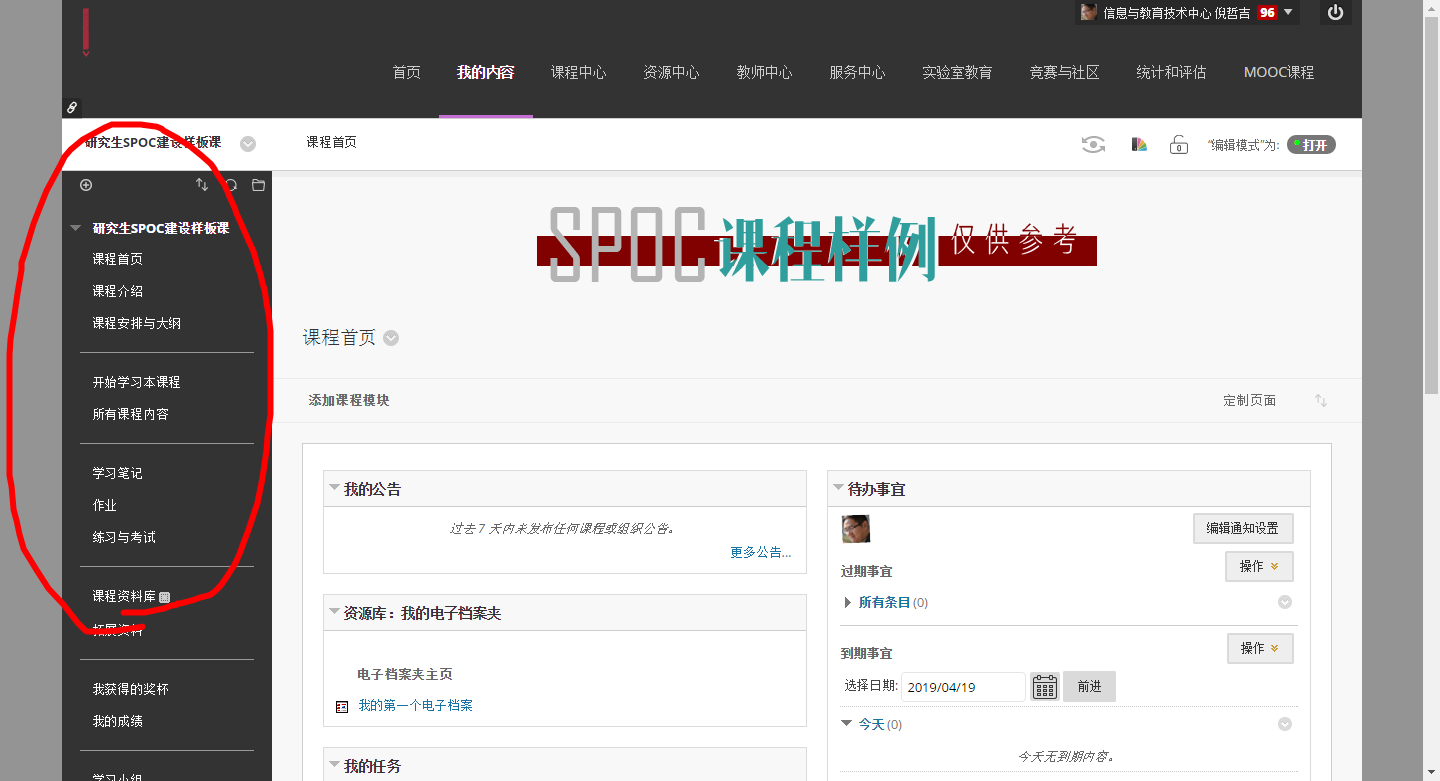 信息与教育技术中心 倪哲吉 96
首页 我的内容 课程中心 资源中心 教师中心 服务中心 实验室教育 竞赛与社区 统计和评估 MOOC课程
研究生SPOC建设样板课 课程首页 0 "编辑模式"为: 打开
研究生SPOC建设样板课
课程首页
课程介绍
课程安排与大纲
开始学习本课程
所有课程内容
学习笔记
作业
练习与考试
课程资料库
拓展资料
我获得的奖杯
我的成绩
学习小组
SPOC课程样例 仅供参考
课程首页
添加课程模块 定制页面
我的公告
过去 7 天内未发布任何课程或组织公告。
更多公告...
资源库：我的电子档案夹
电子档案夹主页
我的第一个电子档案
我的任务
待办事宜
编辑通知设置
操作
过期事宜
所有条目 (0)
操作
到期事宜
选择日期: 2019/04/19 前进
今天 (0)
今天无到期内容。